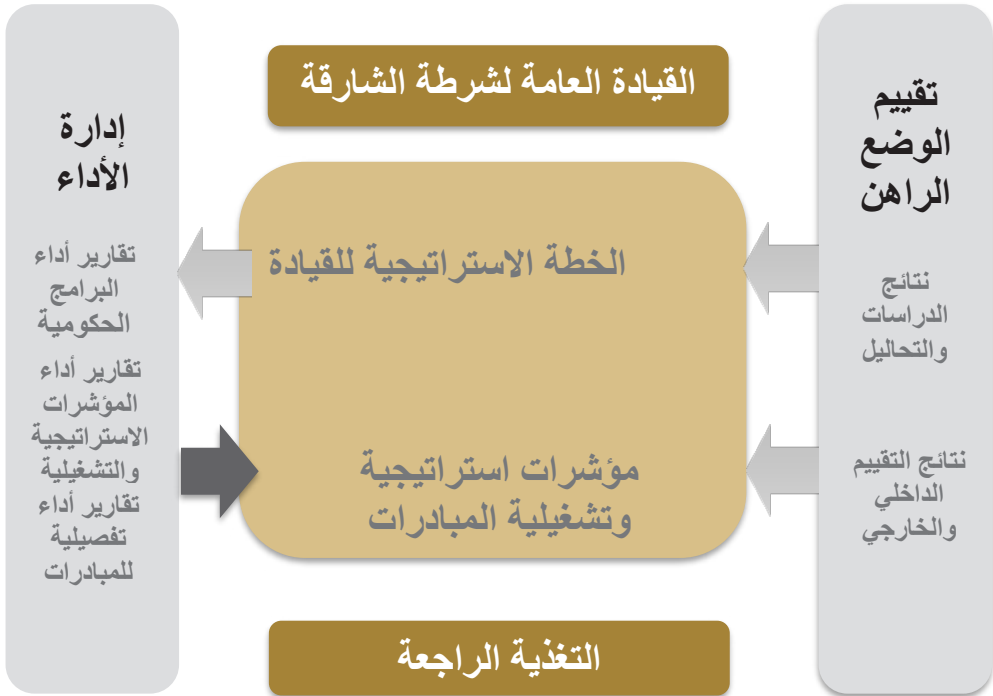 القيادة العامة لشرطة الشارقة
تقييم
الوضع
الراهن
نتائج
الدراسات
والتحاليل
نتائج التقييم
الداخلي
والخارجي
الخطة الاستراتيجية للقيادة
مؤشرات استراتيجية
وتشغيلية المبادرات
إدارة
الأداء
تقارير أداء
البرامج
الحكومية
تقارير أداء
المؤشرات
الاستراتيجية
والتشغيلية
تقارير أداء
تفصيلية
للمبادرات
التغذية الراجعة